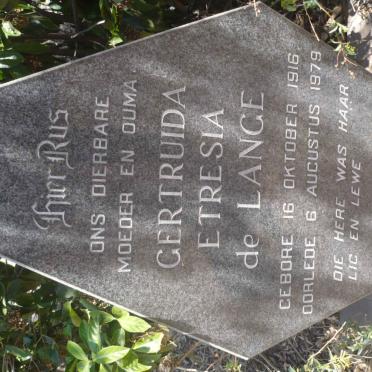 Hier Rus
ONS DIERBARE
MOEDER EN OUMA
GERTRUIDA
ETRESIA
de LANGE
GEBORE 16 OKTOBER 1916
OORLEDE 6 AUGUSTUS 1979
DIE HERE WAS HAAR
LIG EN LEWE